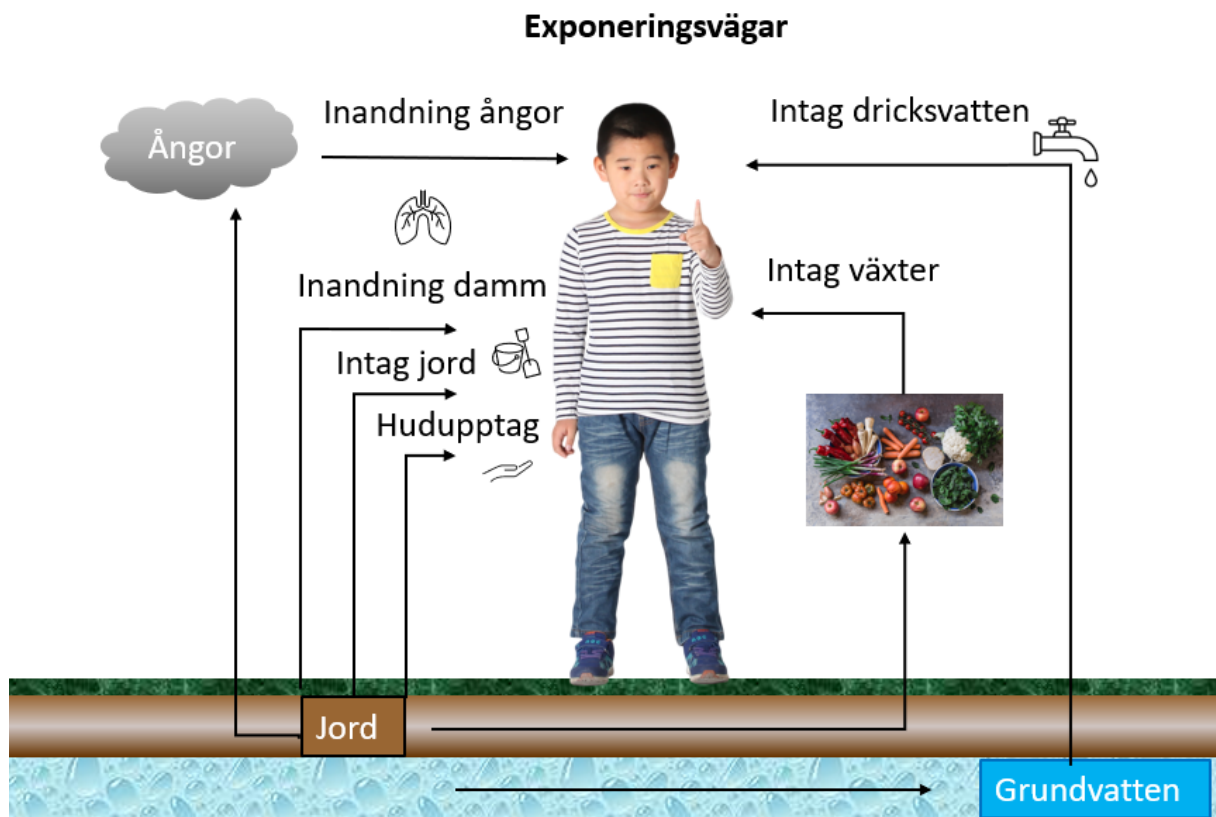 Exponeringsvägar
Ångor
Inandning ångor
Intag dricksvatten
Inandning damm
Intag växter
Intag jord
Hudupptag
Jord
Grundvatten